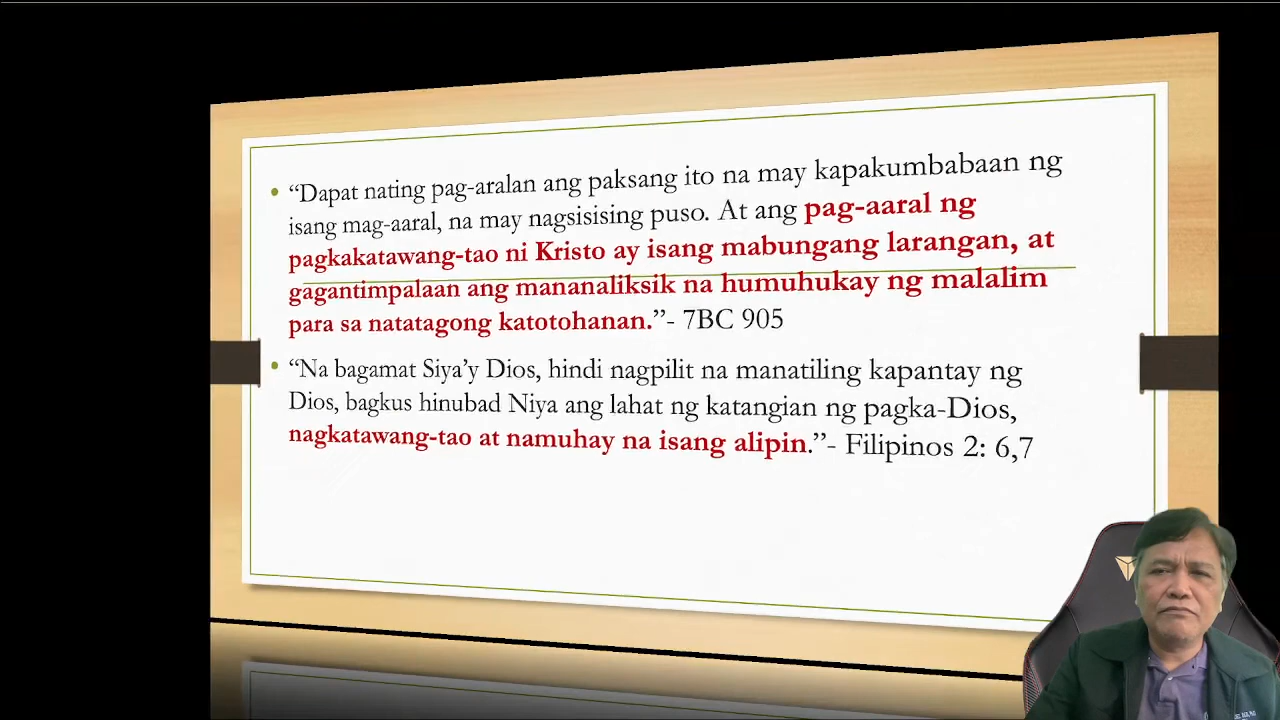 • “Dapat nating pag-aralan ang paksang ito na may kapakumbabaan ng
isang mag-aaral, na may nagsisising puso. At ang pag-aaral ng
pagkakatawang-tao ni Kristo ay isang mabungang larangan, at
gagantimpalaan ang mananaliksik na humuhukay ng malalim
para sa natatagong katotohanan.”- 7BC 905
• “Na bagamat Siya’y Dios, hindi nagpilit na manatiling kapantay ng
Dios, bagkus hinubad Niya ang lahat ng katangian ng pagka-Dios,
nagkatawang-tao at namuhay na isang alipin.”- Filipinos 2: 6,7